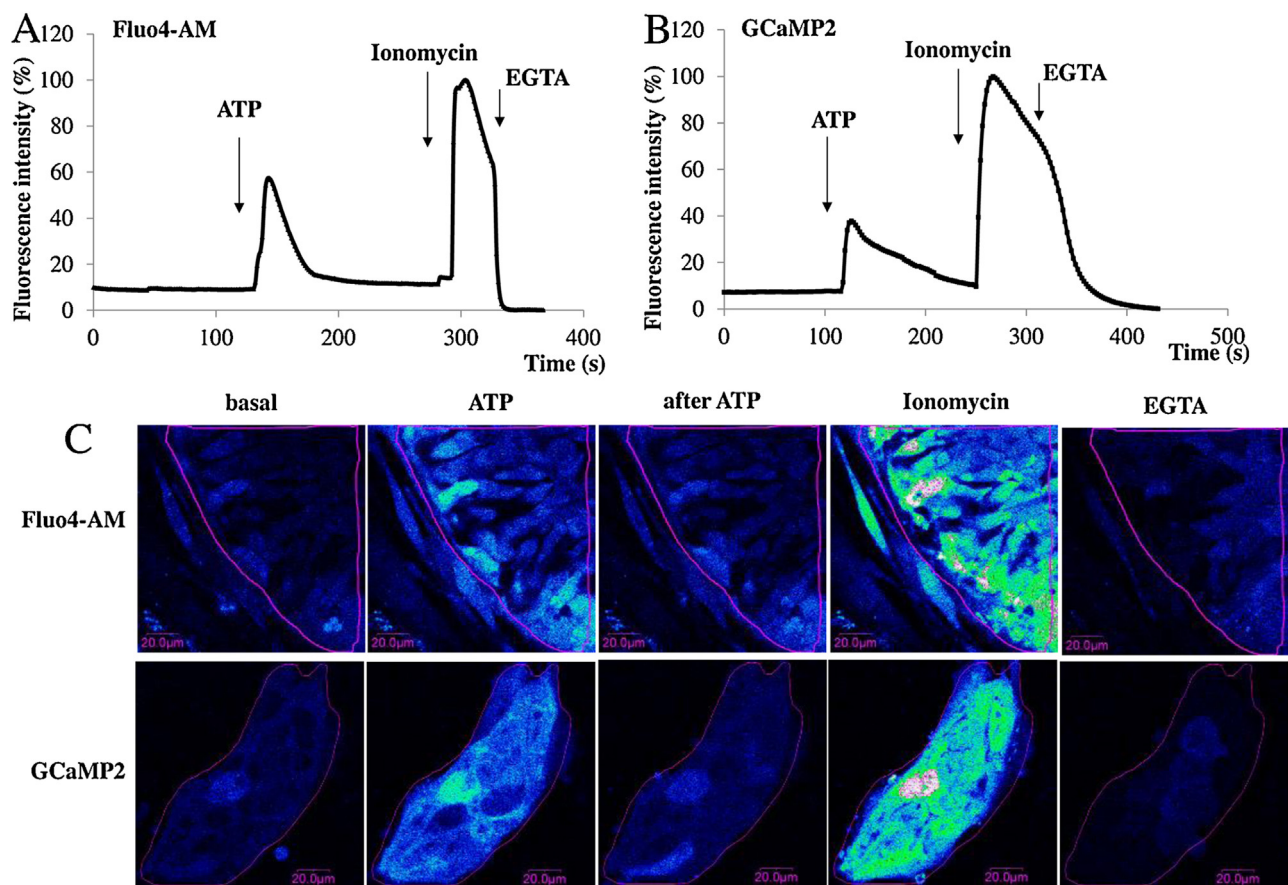 A
Fluo4-AM
Fluorescence intensity (%)
120
100
80
60
40
20
0
ATP
Ionomycin
EGTA
0
100
200
300
400
Time (s)
B
GCaMP2
Fluorescence intensity (%)
120
100
80
60
40
20
0
ATP
Ionomycin
EGTA
0
100
200
300
400
500
Time (s)
C
basal
ATP
after ATP
Ionomycin
EGTA
Fluo4-AM
20.0µm
20.0µm
20.0µm
20.0µm
20.0µm
GCaMP2
20.0µm
20.0µm
20.0µm
20.0µm
20.0µm